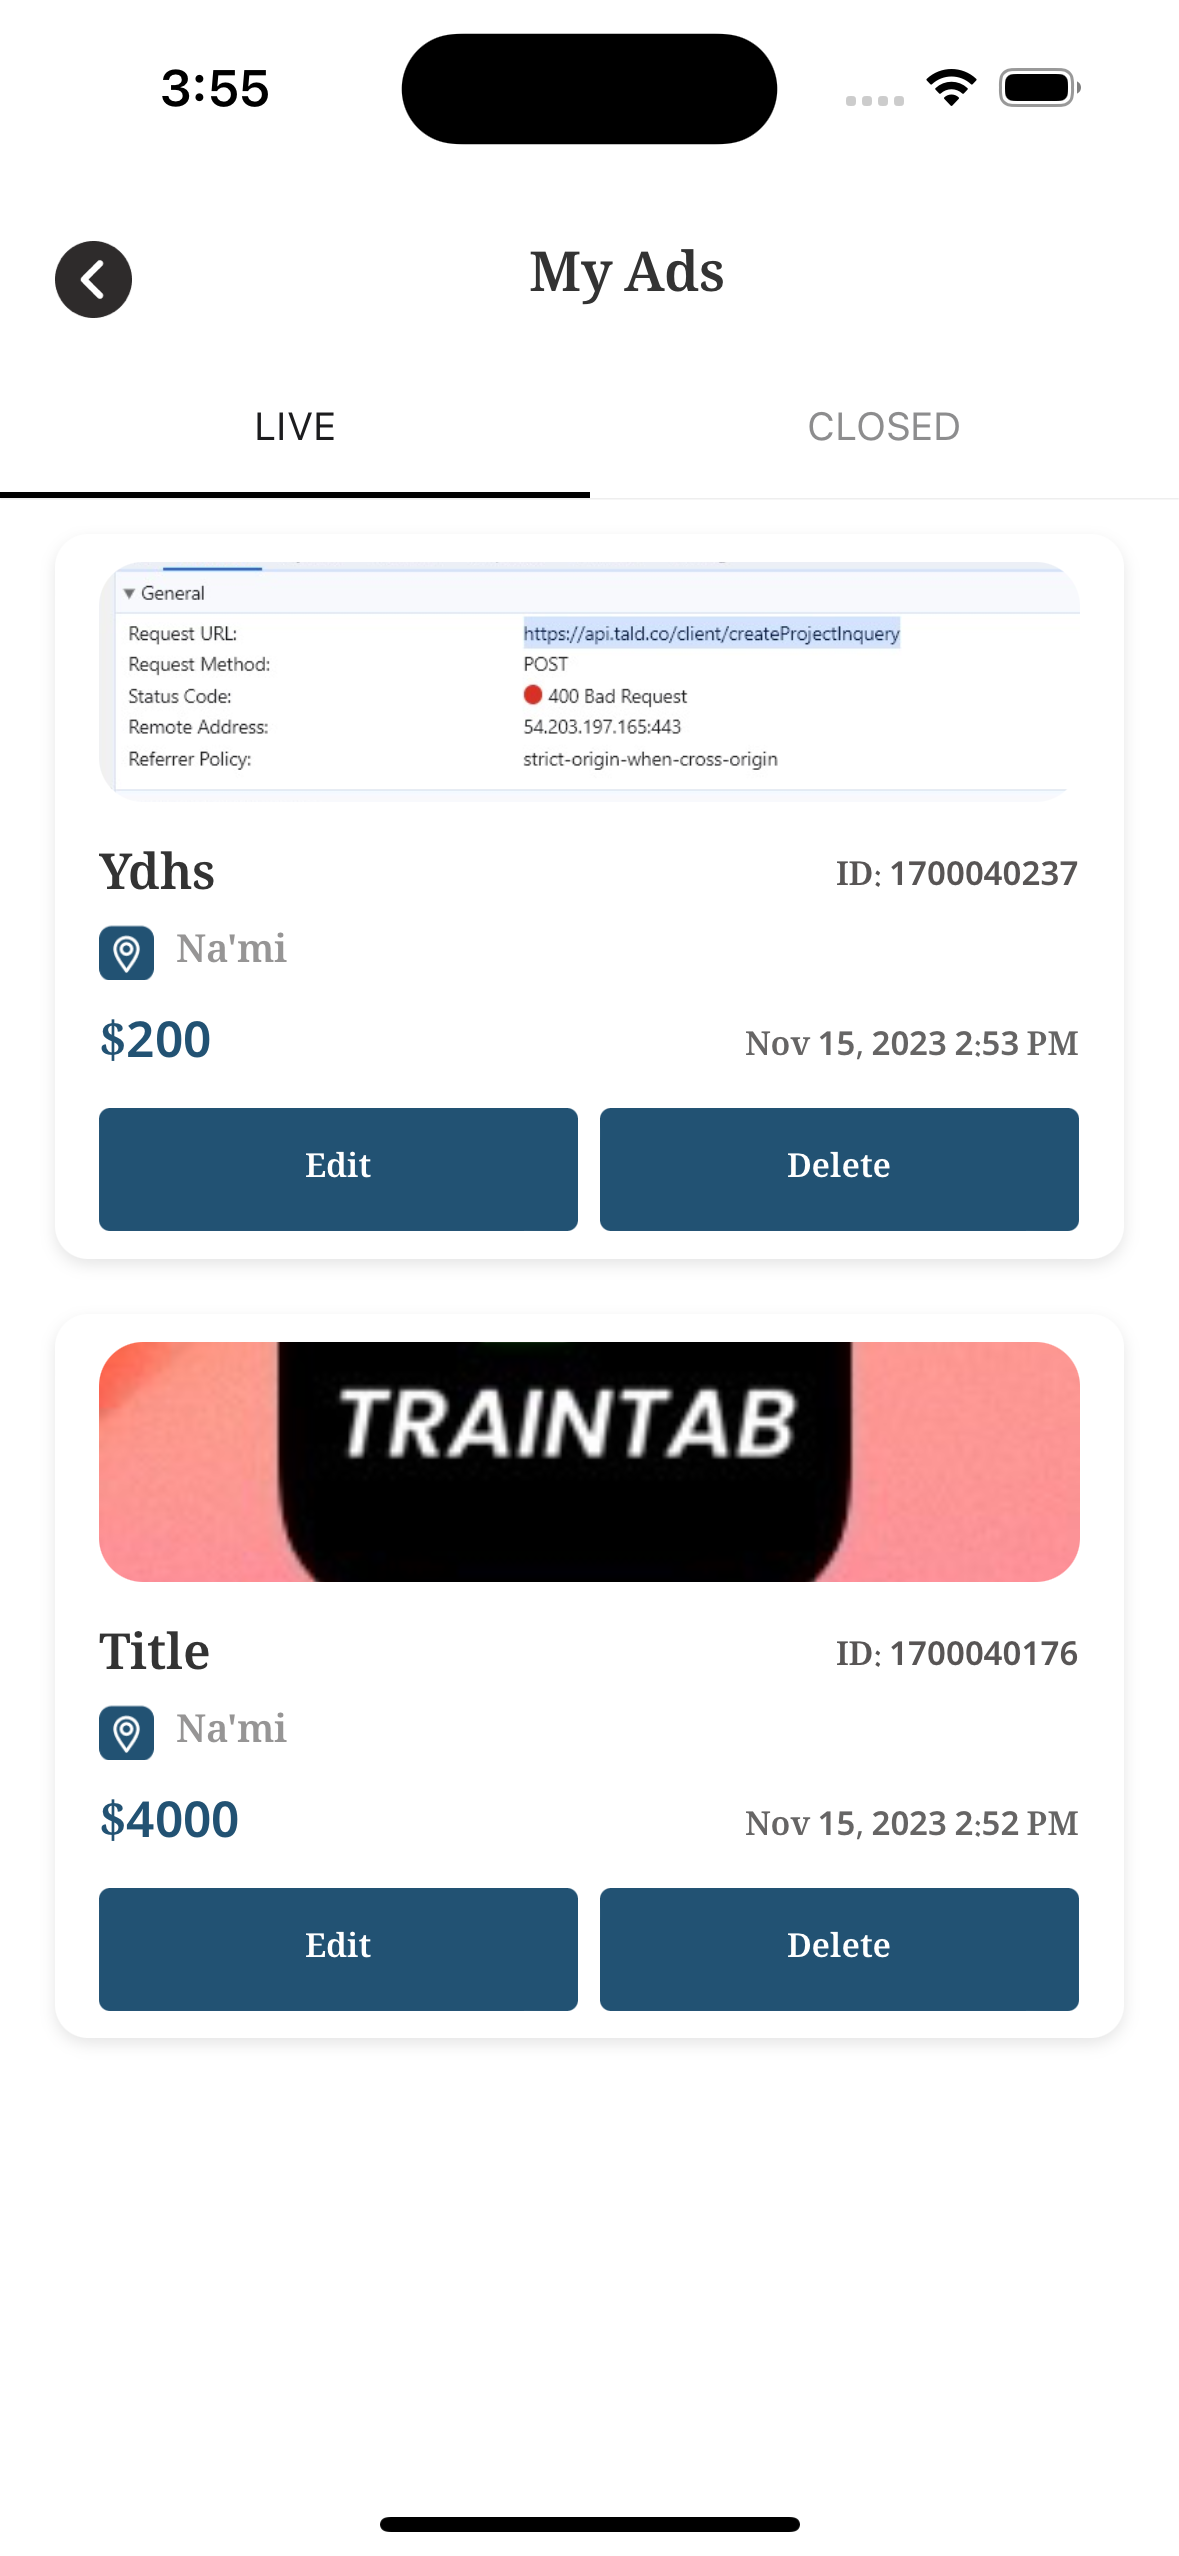 3:55
My Ads
LIVE CLOSED
General
Request URL: https://api.tald.co/client/createProjectInquery
Request Method: POST
Status Code: 400 Bad Request
Remote Address: 54.203.197.165:443
Referrer Policy: strict-origin-when-cross-origin
Ydhs ID: 1700040237
Na'mi
$200 Nov 15, 2023 2:53 PM
Edit Delete
TRAINTAB
Title ID: 1700040176
Na'mi
$4000 Nov 15, 2023 2:52 PM
Edit Delete